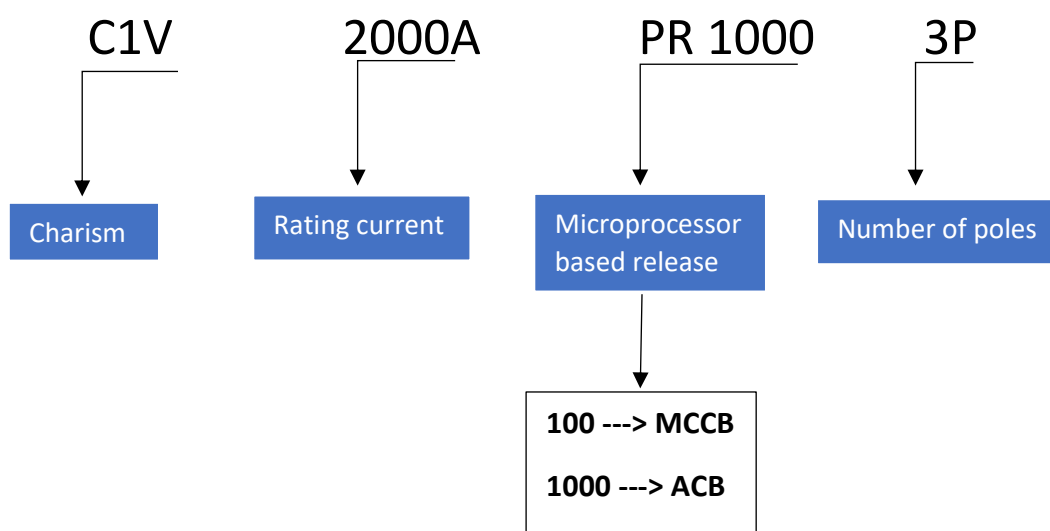 C1V 2000A PR 1000 3P
Charism
Rating current
Microprocessor
based release
Number of poles
100 ---> MCCB
1000 ---> ACB